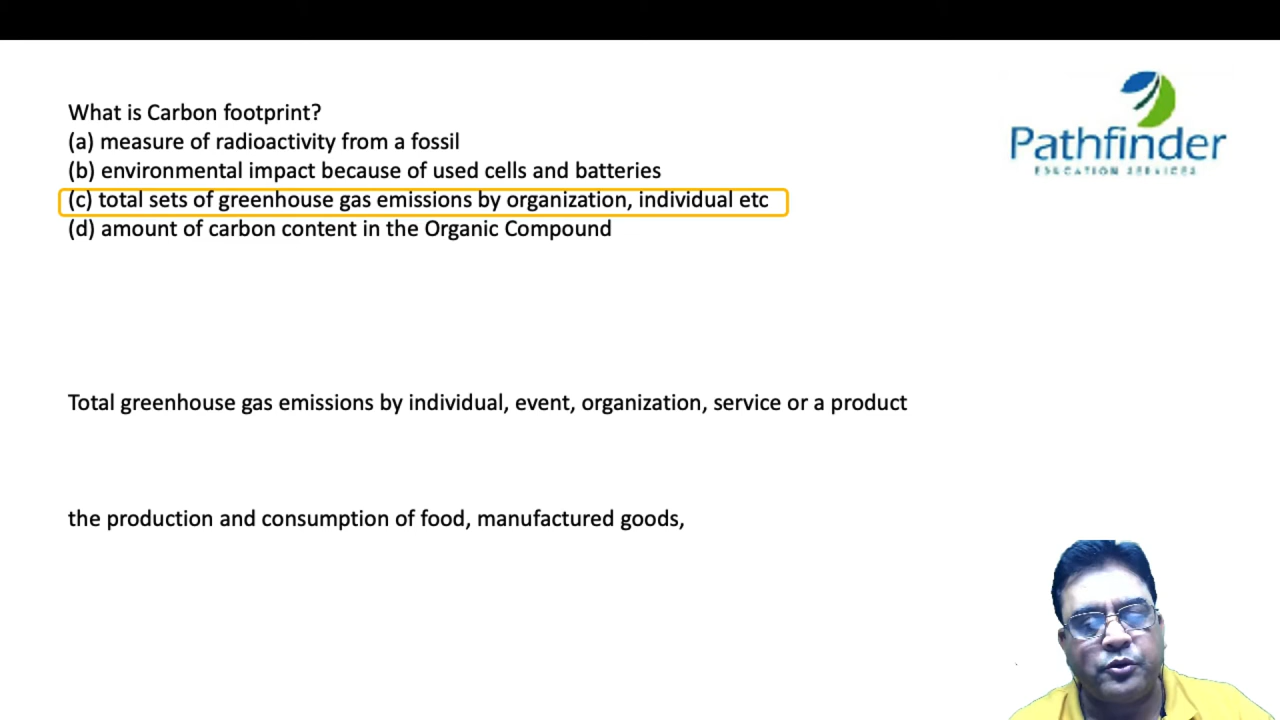 What is Carbon footprint?
(a) measure of radioactivity from a fossil
(b) environmental impact because of used cells and batteries
(c) total sets of greenhouse gas emissions by organization, individual etc
(d) amount of carbon content in the Organic Compound
Pathfinder
EDUCATION SERVICES
Total greenhouse gas emissions by individual, event, organization, service or a product
the production and consumption of food, manufactured goods,